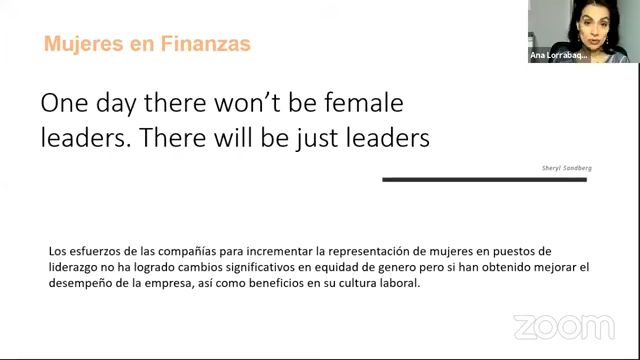 Mujeres en Finanzas
Ana Lorrabaq...
One day there won't be female
leaders. There will be just leaders
Sheryl Sandberg
Los esfuerzos de las compañías para incrementar la representación de mujeres en puestos de
liderazgo no ha logrado cambios significativos en equidad de genero pero si han obtenido mejorar el
desempeño de la empresa, así como beneficios en su cultura laboral.
zoom